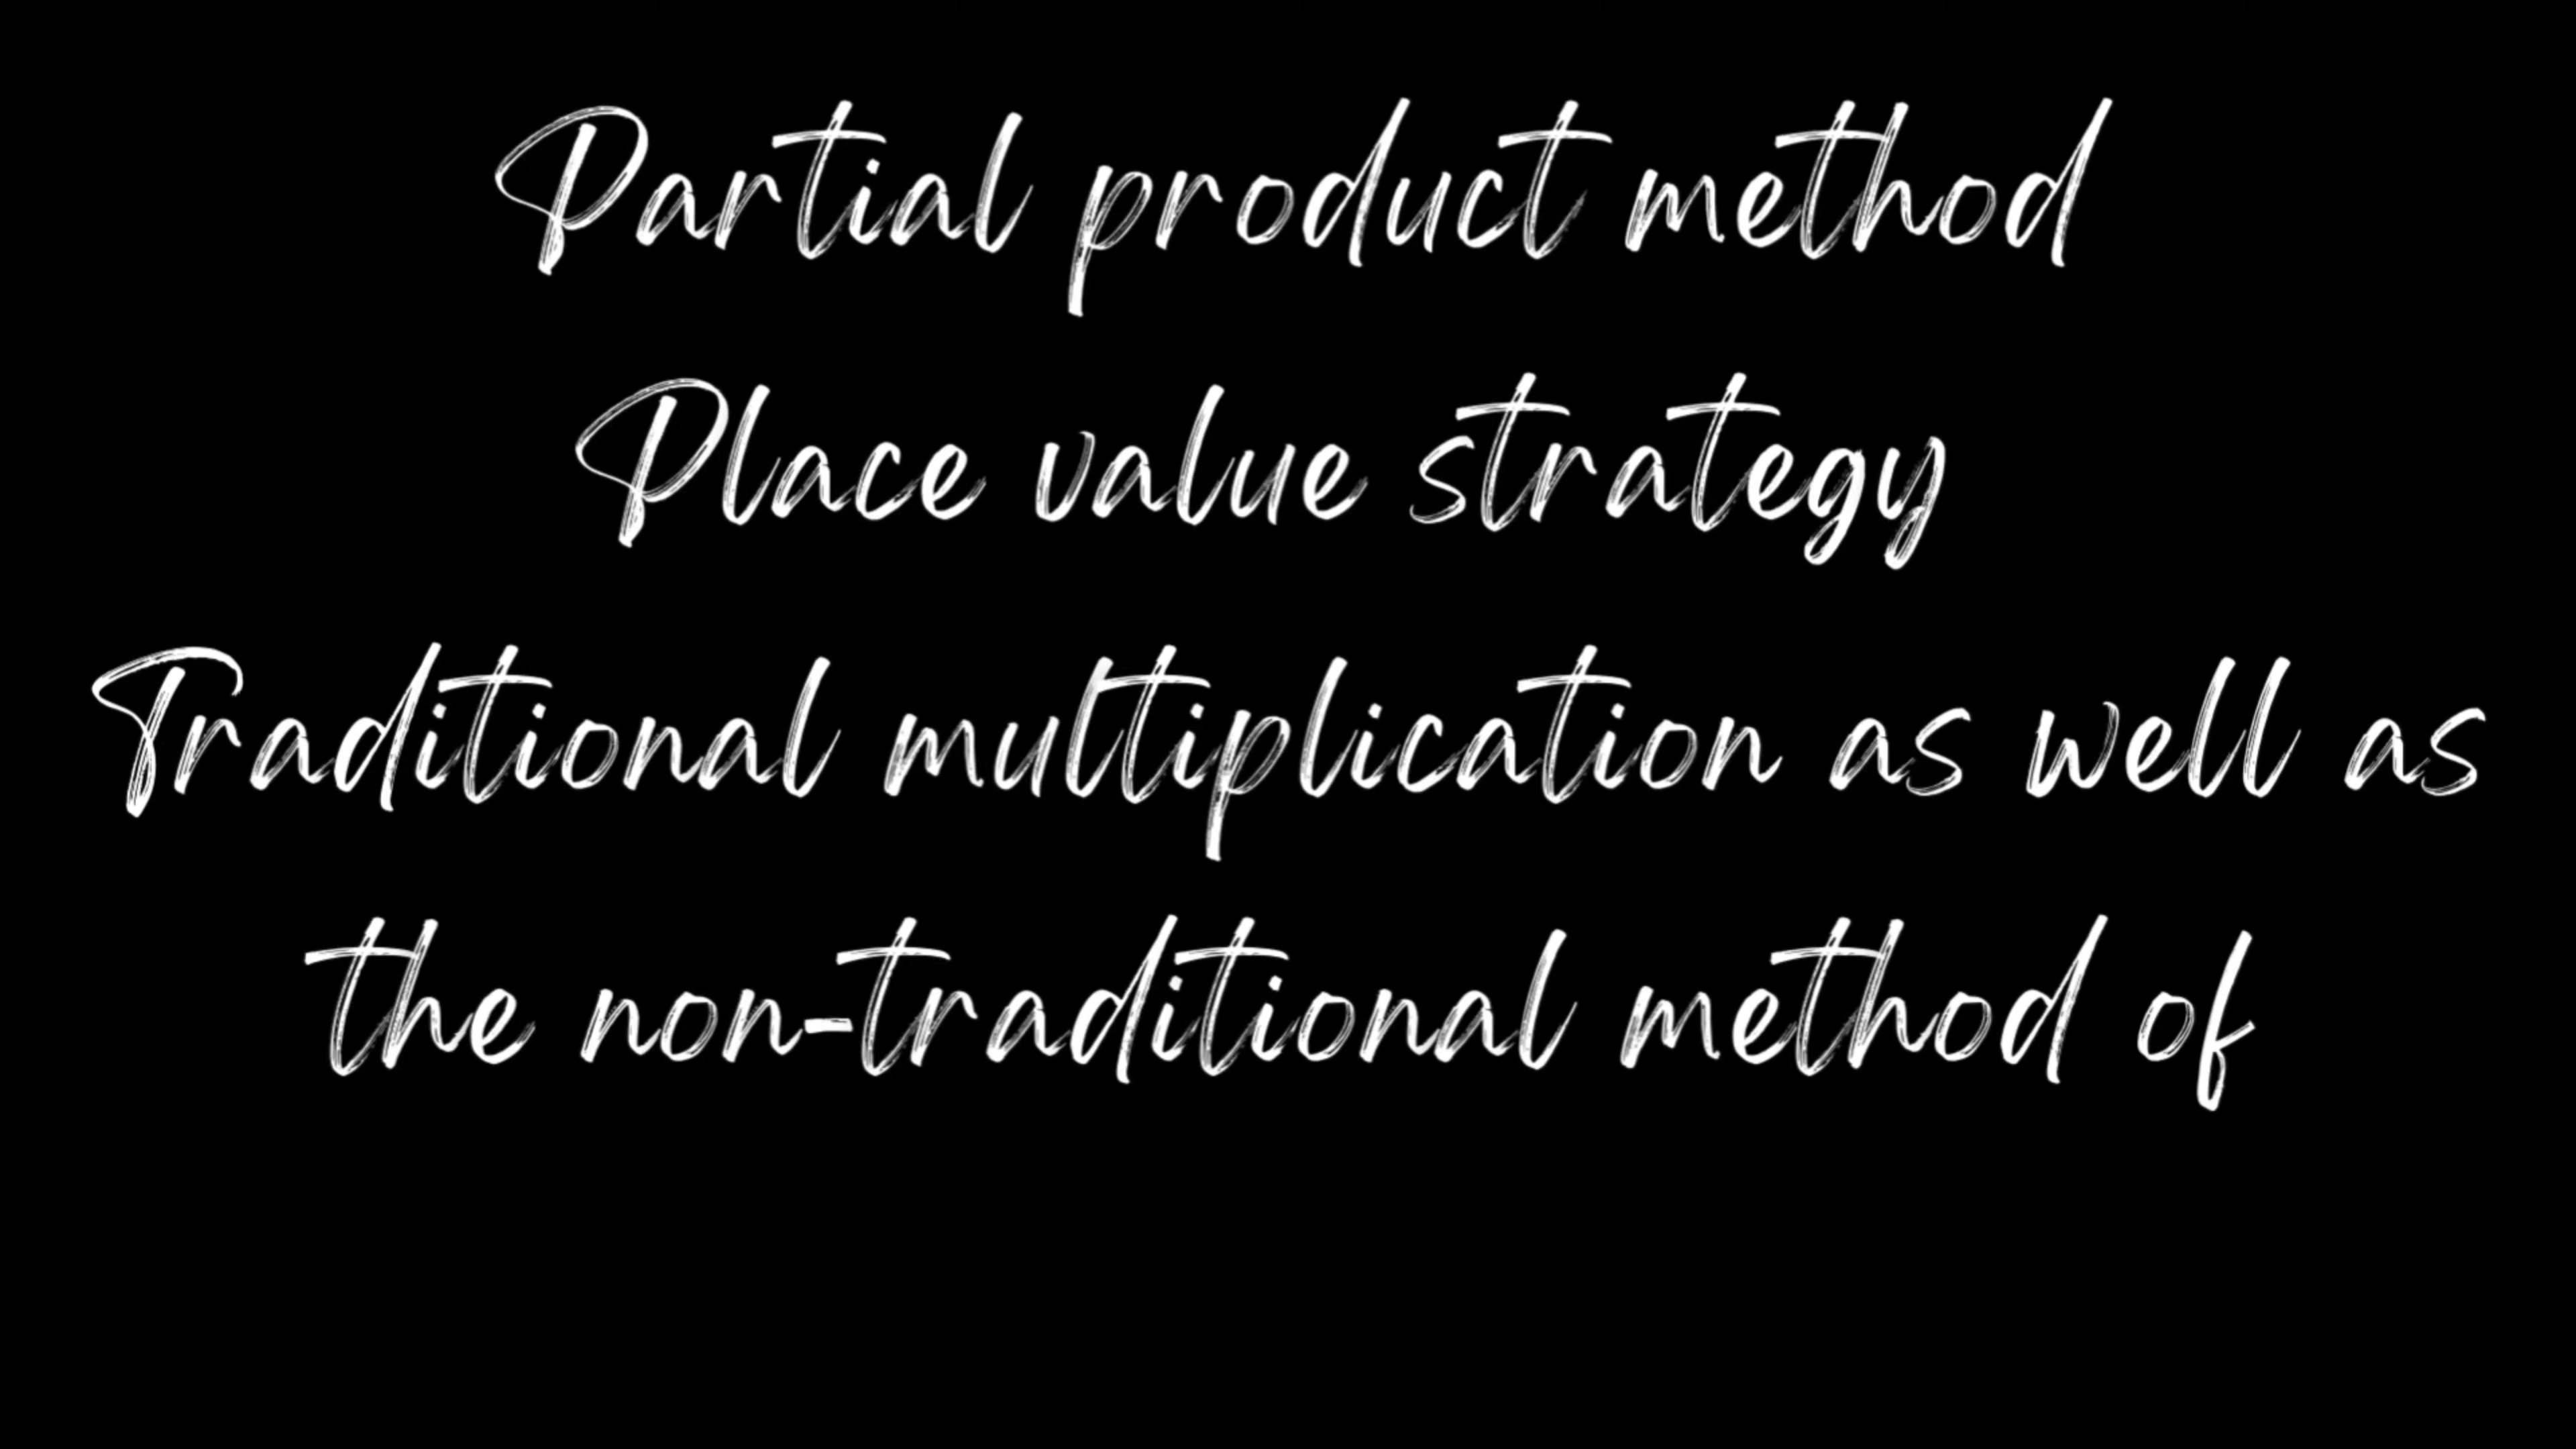 Partial product method
Place value strategy
Traditional multiplication as well as
the non-traditional method of